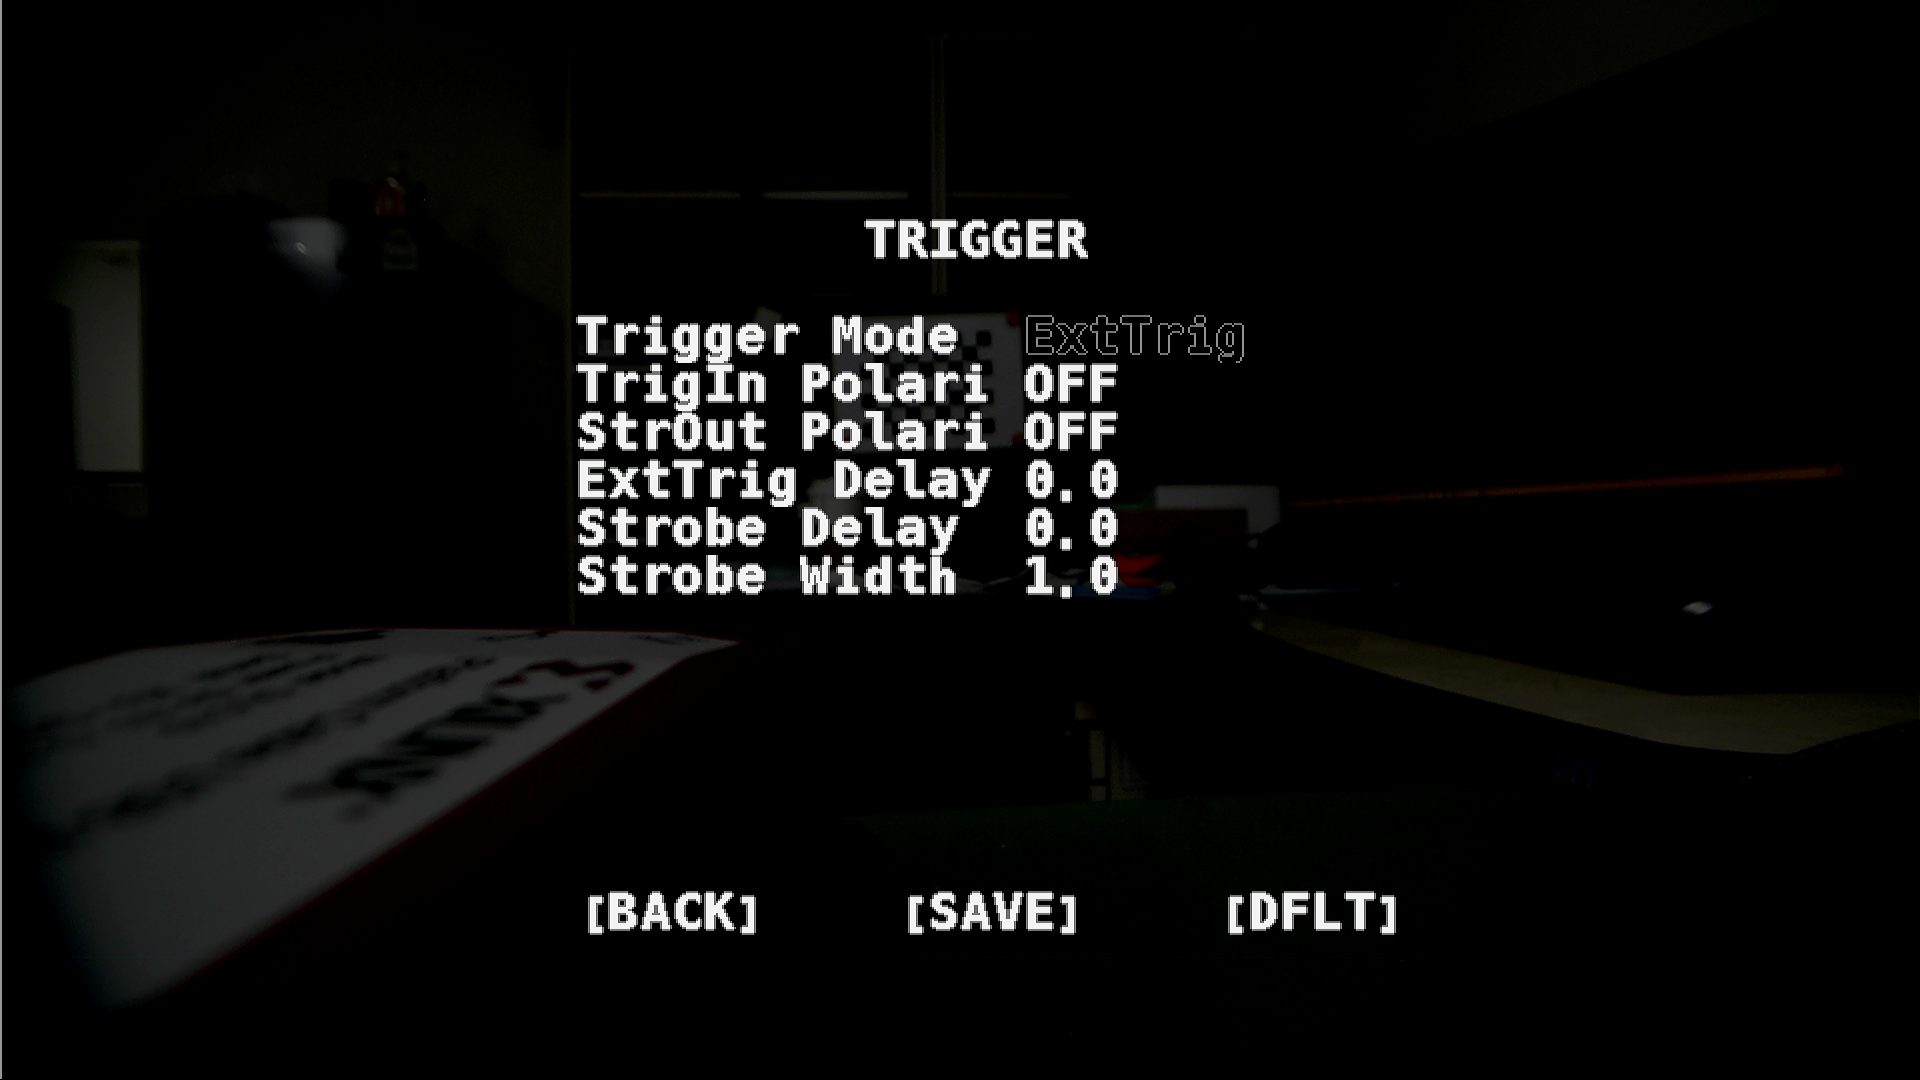 TRIGGER
Trigger Mode ExtTrig
TrigIn Polari OFF
StrOut Polari OFF
ExtTrig Delay 0.0
Strobe Delay 0.0
Strobe Width 1.0
[BACK] [SAVE] [DFLT]